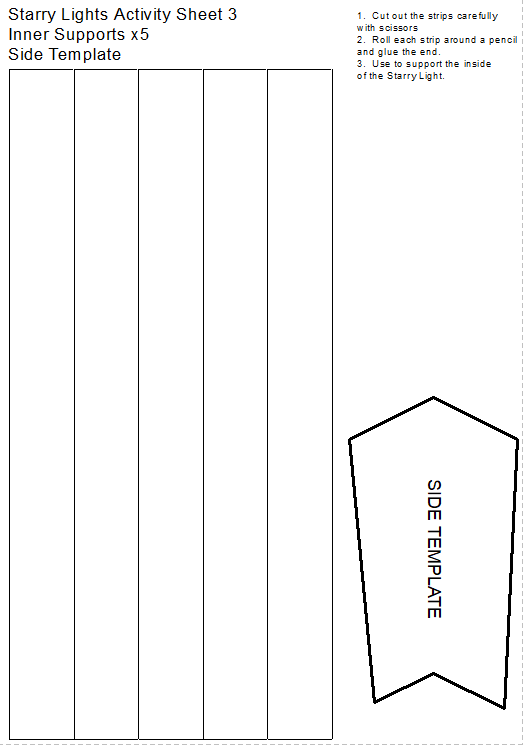 Starry Lights Activity Sheet 3
Inner Supports x5
Side Template
1. Cut out the strips carefully
with scissors
2. Roll each strip around a pencil
and glue the end.
3. Use to support the inside
of the Starry Light.
SIDE TEMPLATE